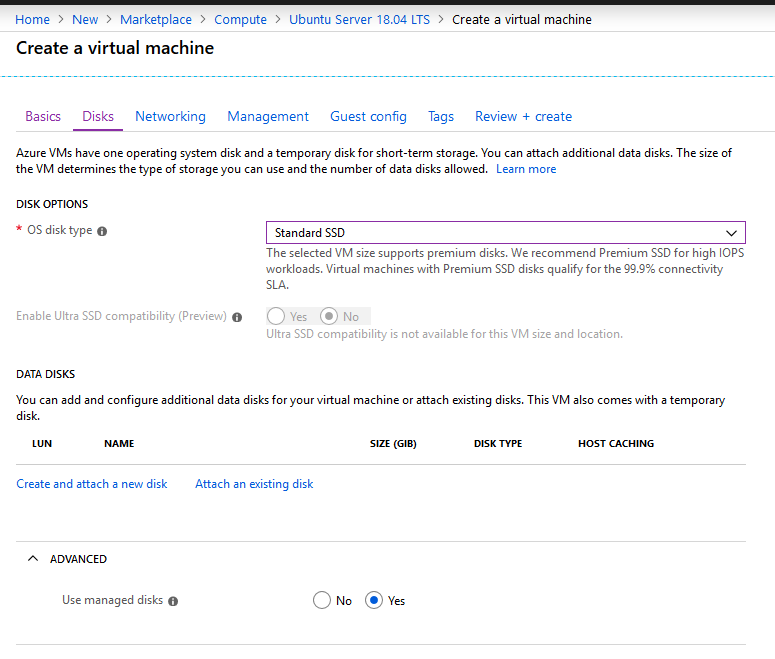 Home > New > Marketplace > Compute > Ubuntu Server 18.04 LTS > Create a virtual machine
Create a virtual machine
Basics Disks Networking Management Guest config Tags Review + create
Azure VMs have one operating system disk and a temporary disk for short-term storage. You can attach additional data disks. The size of
the VM determines the type of storage you can use and the number of data disks allowed. Learn more
DISK OPTIONS
* OS disk type
Standard SSD
The selected VM size supports premium disks. We recommend Premium SSD for high IOPS
workloads. Virtual machines with Premium SSD disks qualify for the 99.9% connectivity
SLA.
Enable Ultra SSD compatibility (Preview) Yes No
Ultra SSD compatibility is not available for this VM size and location.
DATA DISKS
You can add and configure additional data disks for your virtual machine or attach existing disks. This VM also comes with a temporary
disk.
LUN NAME SIZE (GIB) DISK TYPE HOST CACHING
Create and attach a new disk Attach an existing disk
ADVANCED
Use managed disks No Yes